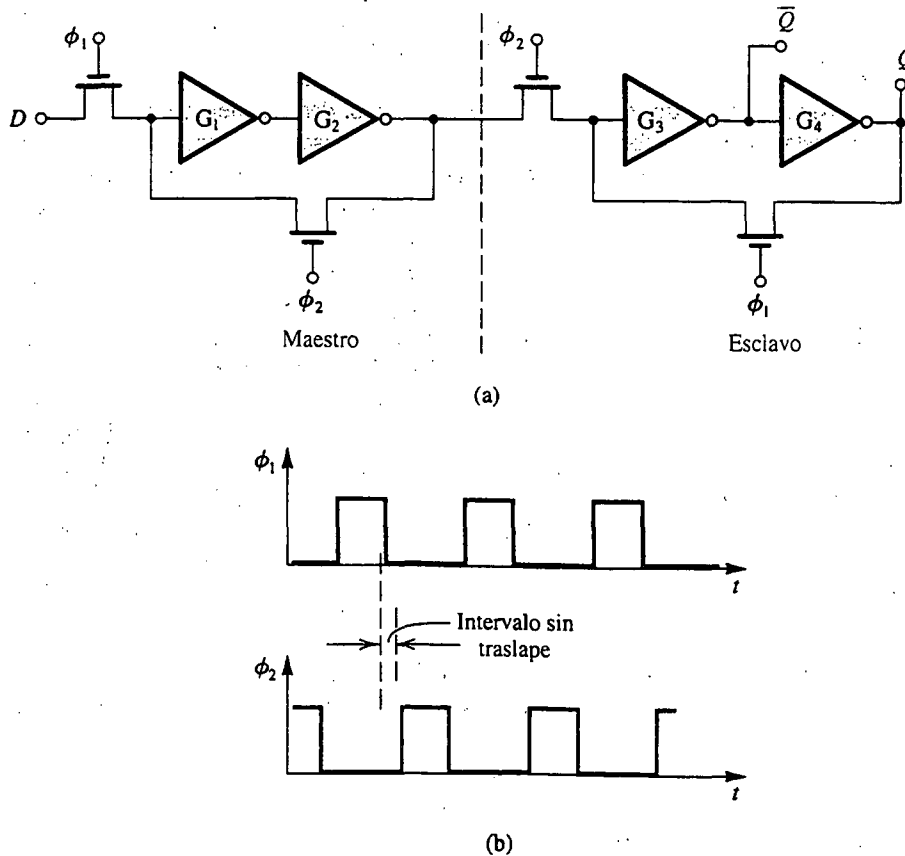 ϕ₁
ϕ₂
Q̅
Q
D
G₁
G₂
G₃
G₄
ϕ₂
ϕ₁
Maestro
Esclavo
(a)
ϕ₁
t
Intervalo sin
traslape
ϕ₂
t
(b)